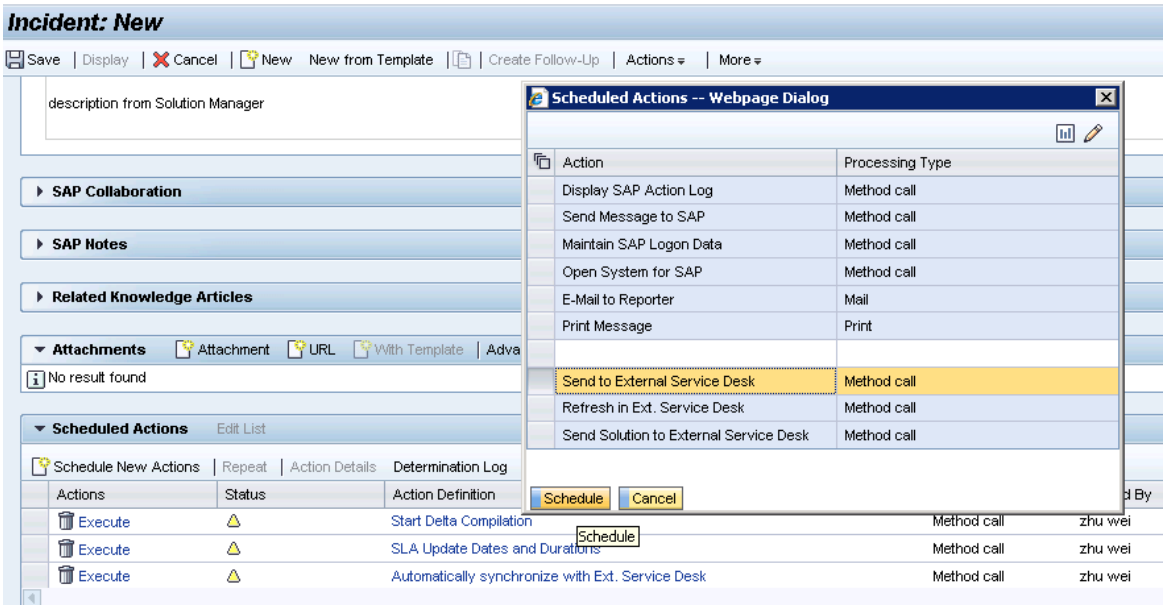 Incident: New
Save | Display | Cancel | New New from Template | Create Follow-Up | Actions | More
description from Solution Manager
SAP Collaboration
SAP Notes
Related Knowledge Articles
Attachments Attachment URL With Template | Adva
No result found
Scheduled Actions Edit List
Schedule New Actions | Repeat | Action Details Determination Log
Actions Status Action Definition d By
Execute Start Delta Compilation Method call zhu wei
Execute SLA Update Dates and Durations Method call zhu wei
Execute Automatically synchronize with Ext. Service Desk Method call zhu wei
Scheduled Actions -- Webpage Dialog
Action Processing Type
Display SAP Action Log Method call
Send Message to SAP Method call
Maintain SAP Logon Data Method call
Open System for SAP Method call
E-Mail to Reporter Mail
Print Message Print
Send to External Service Desk Method call
Refresh in Ext. Service Desk Method call
Send Solution to External Service Desk Method call
Schedule Cancel
Schedule